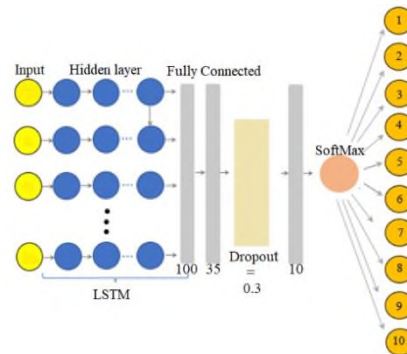 Input
Hidden layer
Fully Connected
SoftMax
1
2
3
4
5
6
7
8
9
10
100
35
Dropout
=
0.3
10
LSTM